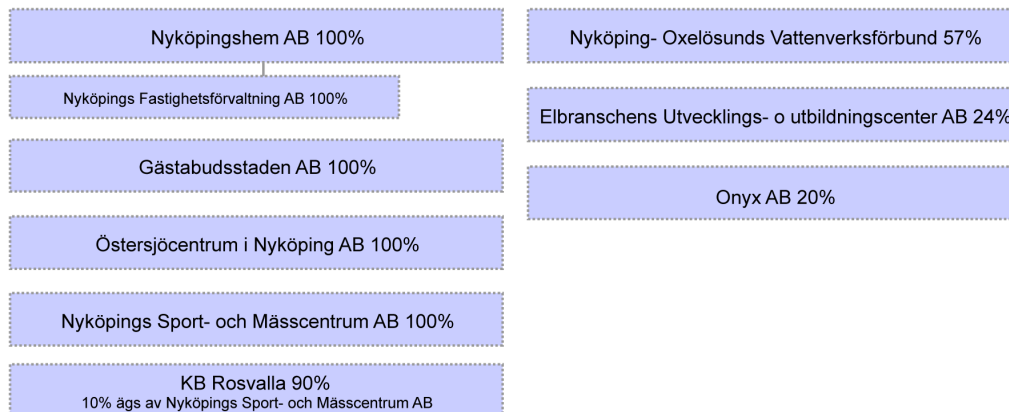 Nyköpingshem AB 100%
Nyköpings Fastighetsförvaltning AB 100%
Gästabudsstaden AB 100%
Östersjöcentrum i Nyköping AB 100%
Nyköpings Sport- och Mässcentrum AB 100%
KB Rosvalla 90%
10% ägs av Nyköpings Sport- och Mässcentrum AB
Nyköping- Oxelösunds Vattenverksförbund 57%
Elbranschens Utvecklings- o utbildningscenter AB 24%
Onyx AB 20%